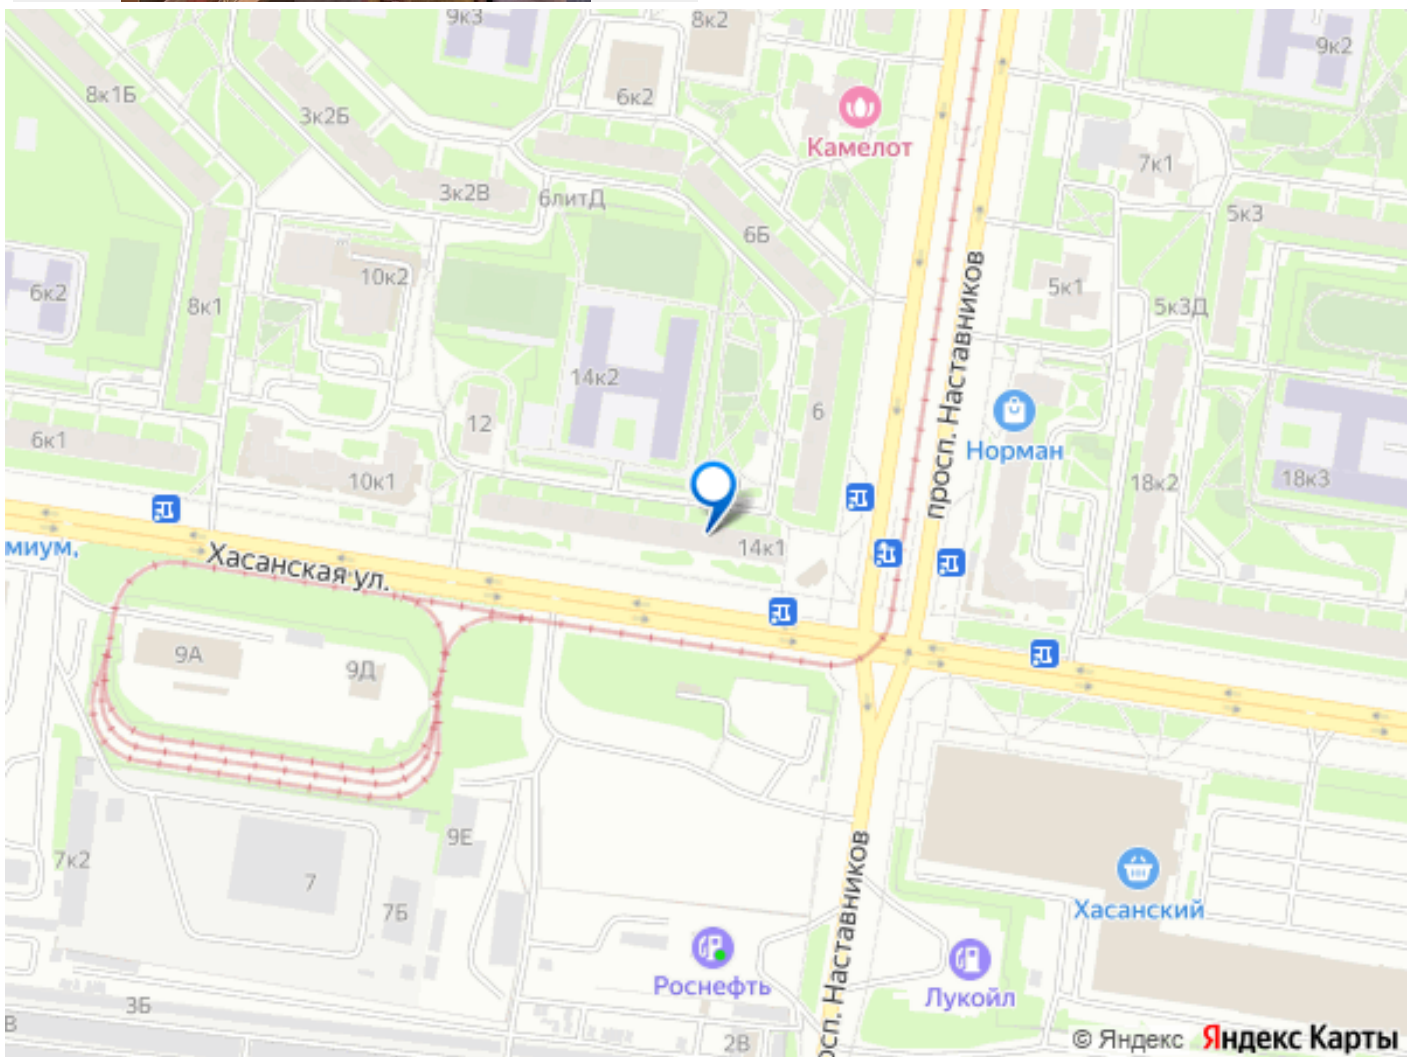 9к3
8к2
9к2
8к1Б
6к2
3к2Б
Камелот
7к1
3к2В
6литД
5к3
6Б
10к2
6к2
8к1
5к1
5к3Д
просп. Наставников
14к2
6
12
6к1
Норман
10к1
18к2
18к3
14к1
миум,
Хасанская ул.
9А
9Д
9Е
7к2
7
7Б
просп. Наставников
Хасанский
Роснефть
Лукойл
3Б
В
2В
© Яндекс Яндекс Карты